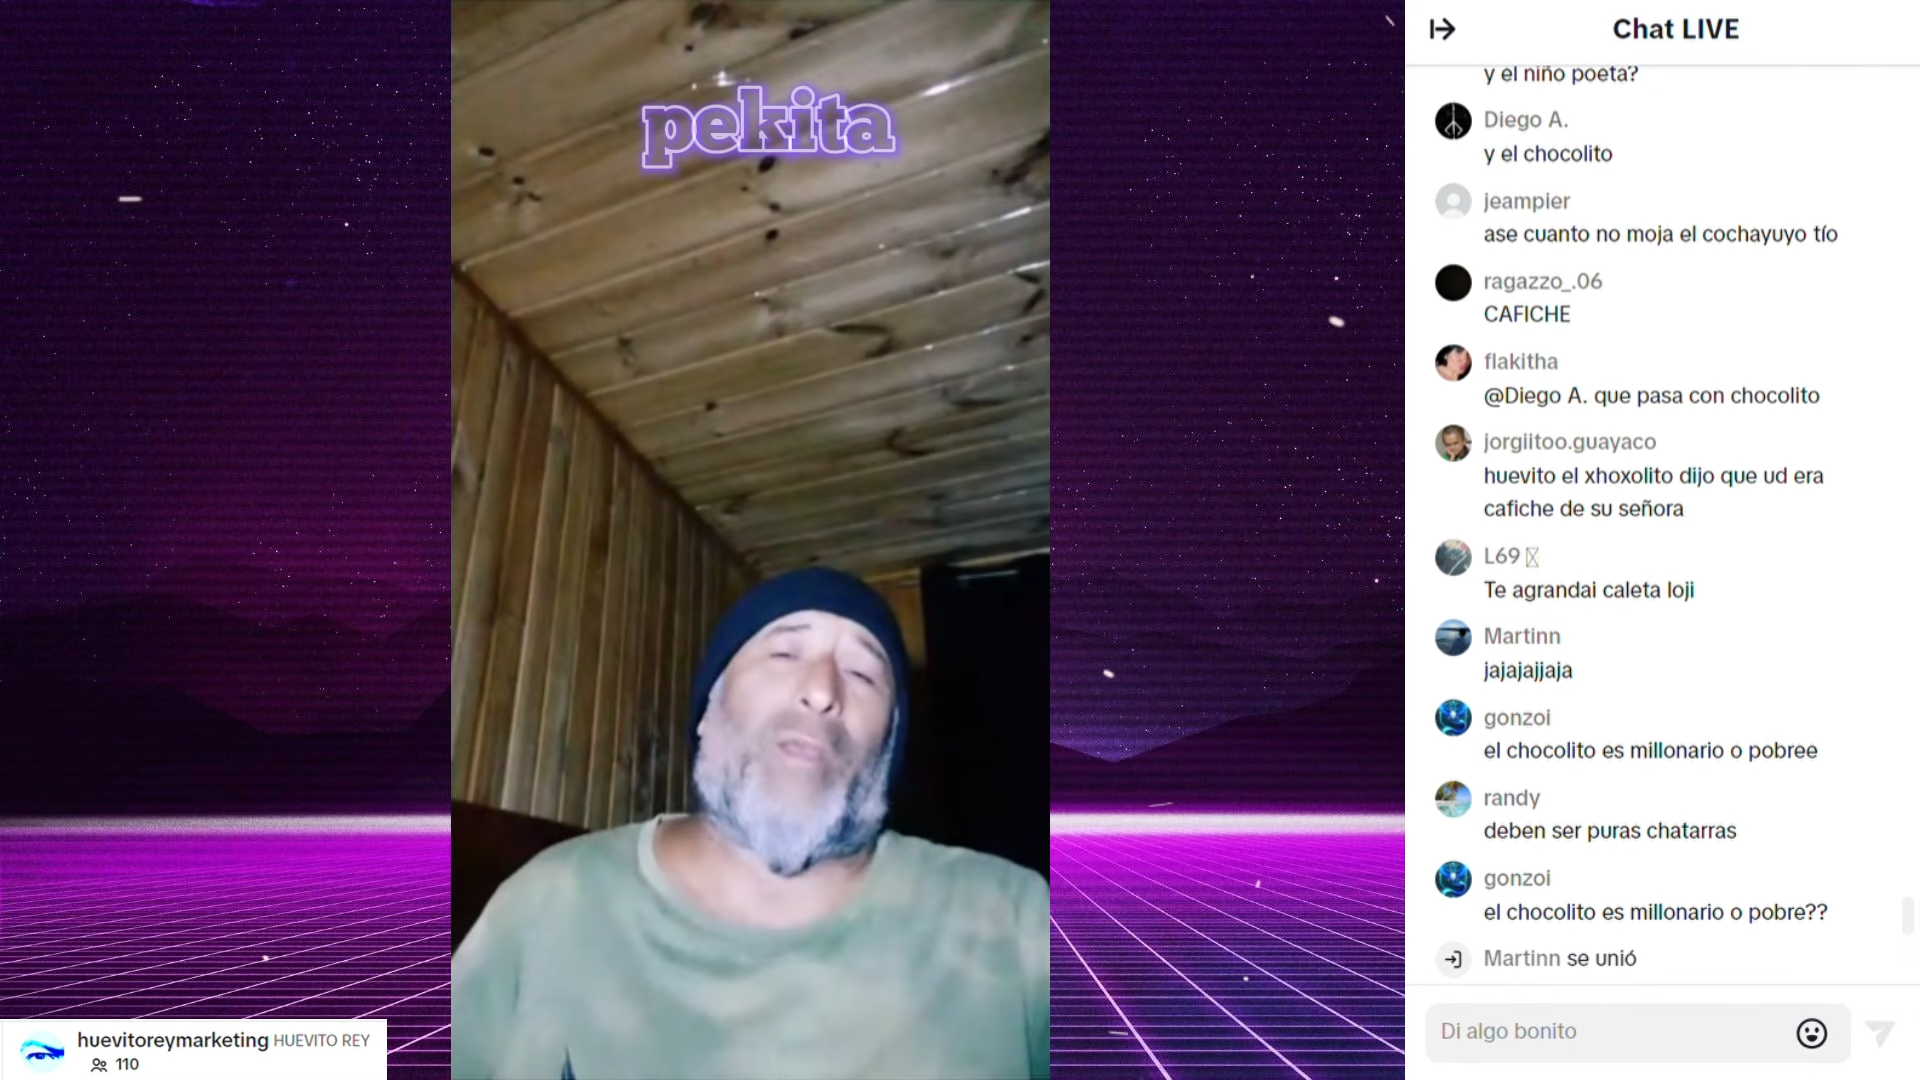 pekita
Chat LIVE
y el niño poeta?
Diego A.
y el chocolito
jeampier
ase cuanto no moja el cochayuyo tío
ragazzo_.06
CAFICHE
flakitha
@Diego A. que pasa con chocolito
jorgiitoo.guayaco
huevito el xhoxolito dijo que ud era
cafiche de su señora
L69
Te agrandai caleta loji
Martinn
jajajajjaja
gonzoi
el chocolito es millonario o pobree
randy
deben ser puras chatarras
gonzoi
el chocolito es millonario o pobre??
Martinn se unió
Di algo bonito
huevitoreymarketing HUEVITO REY
110